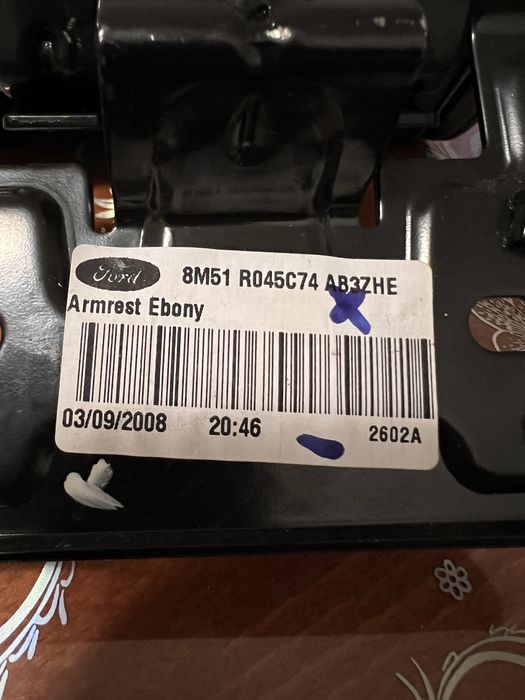 Ford
8M51 R045C74 AB3ZHE
Armrest Ebony
03/09/2008 20:46 2602A